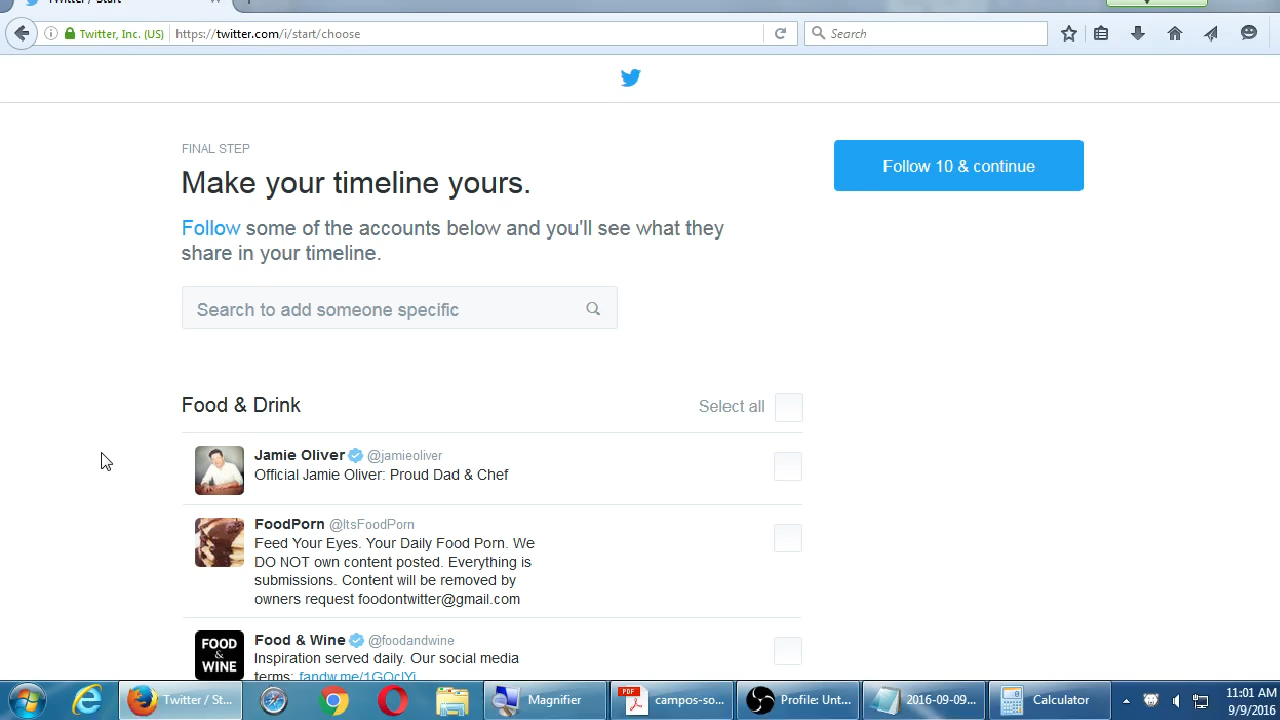 Twitter / Start
Twitter, Inc. (US)
https://twitter.com/i/start/choose
Search
FINAL STEP
Make your timeline yours.
Follow 10 & continue
Follow some of the accounts below and you'll see what they
share in your timeline.
Search to add someone specific
Food & Drink
Select all
Jamie Oliver @jamieoliver
Official Jamie Oliver: Proud Dad & Chef
FoodPorn @ItsFoodPorn
Feed Your Eyes. Your Daily Food Porn. We
DO NOT own content posted. Everything is
submissions. Content will be removed by
owners request foodontwitter@gmail.com
FOOD
&
WINE
Food & Wine @foodandwine
Inspiration served daily. Our social media
terms:
Twitter / St...
Magnifier
PDF
campos-so...
Profile: Unt...
2016-09-09...
Calculator
11:01 AM
9/9/2016